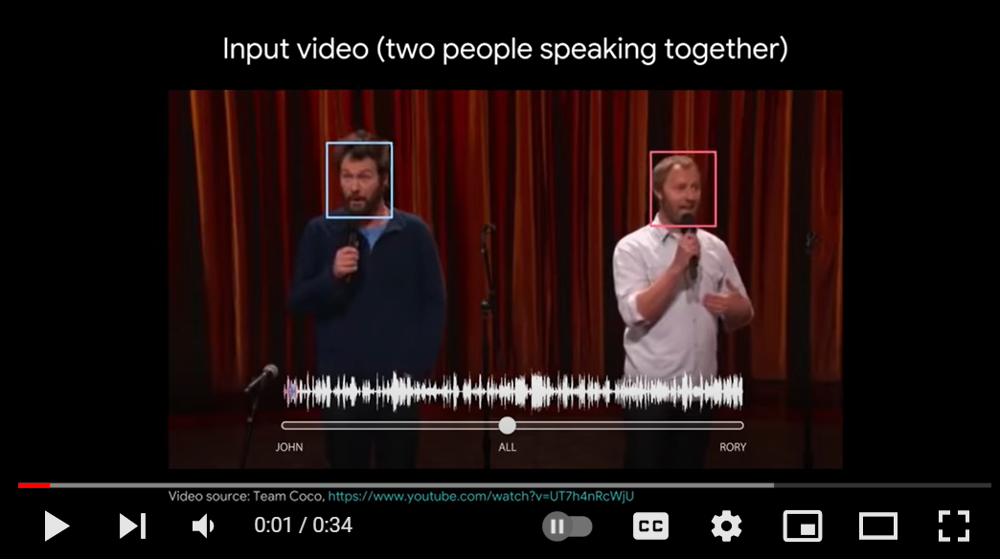 Input video (two people speaking together)
JOHN
ALL
RORY
Video source: Team Coco, https://www.youtube.com/watch?v=UT7h4nRcWjU
0:01 / 0:34
CC